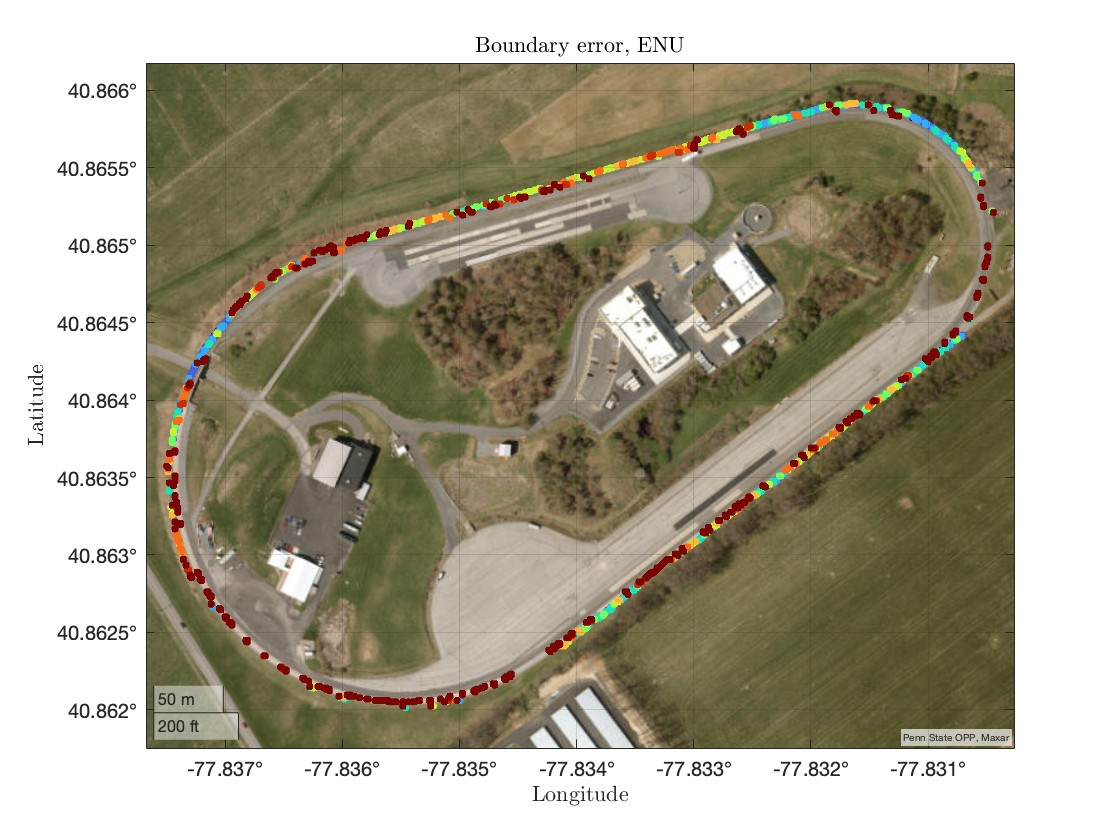 Boundary error, ENU
40.866°
40.8655°
40.865°
40.8645°
40.864°
40.8635°
40.863°
40.8625°
40.862°
Latitude
50 m
200 ft
Penn State OPP, Maxar
-77.837° -77.836° -77.835° -77.834° -77.833° -77.832° -77.831°
Longitude